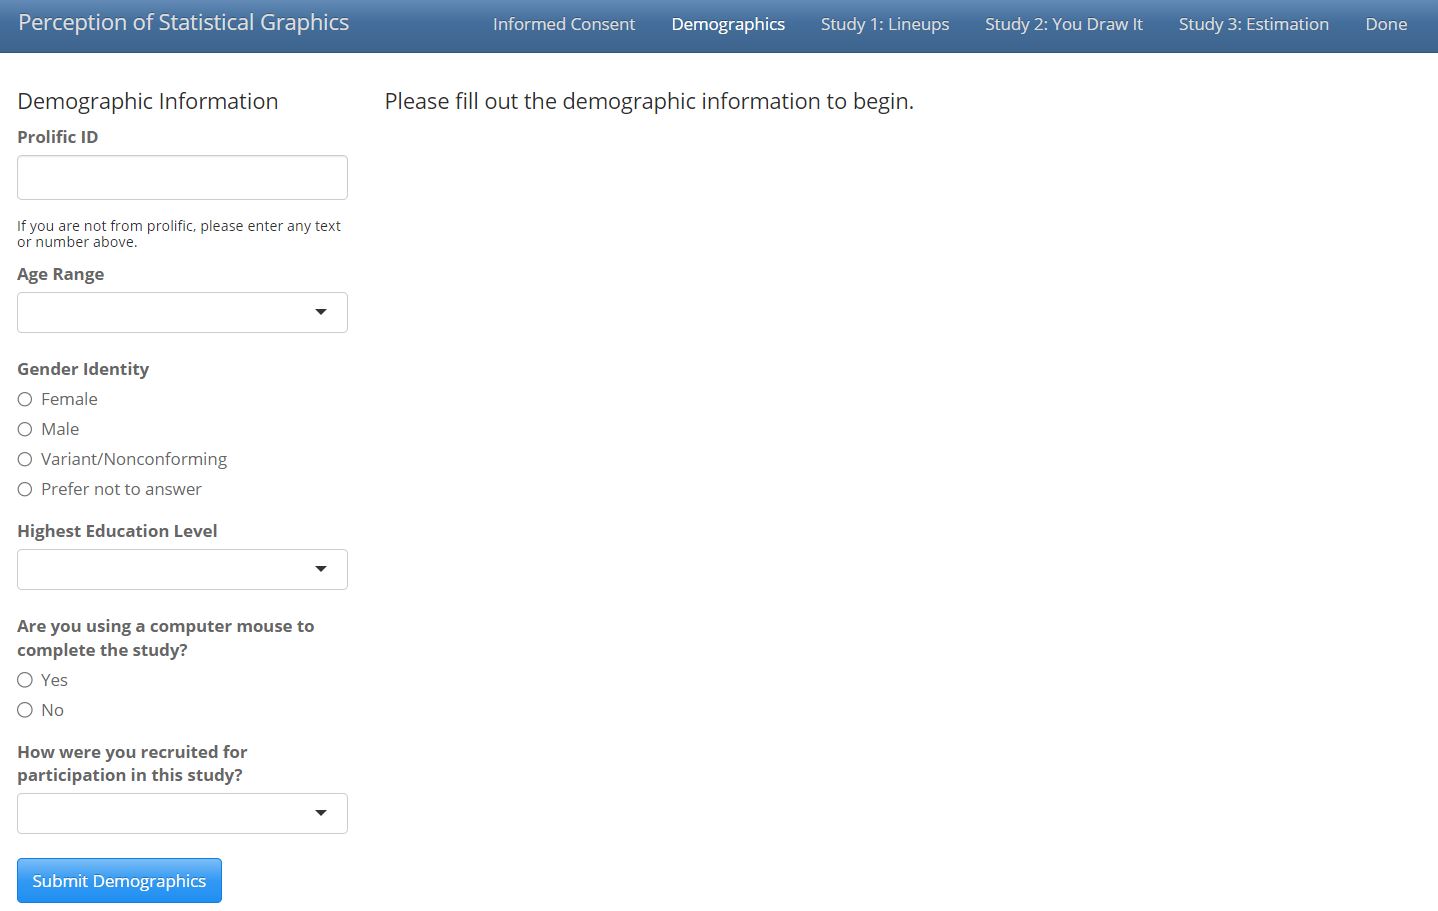 Perception of Statistical Graphics
Informed Consent Demographics Study 1: Lineups Study 2: You Draw It Study 3: Estimation Done
Demographic Information
Please fill out the demographic information to begin.
Prolific ID
If you are not from prolific, please enter any text
or number above.
Age Range
Gender Identity
Female
Male
Variant/Nonconforming
Prefer not to answer
Highest Education Level
Are you using a computer mouse to
complete the study?
Yes
No
How were you recruited for
participation in this study?
Submit Demographics